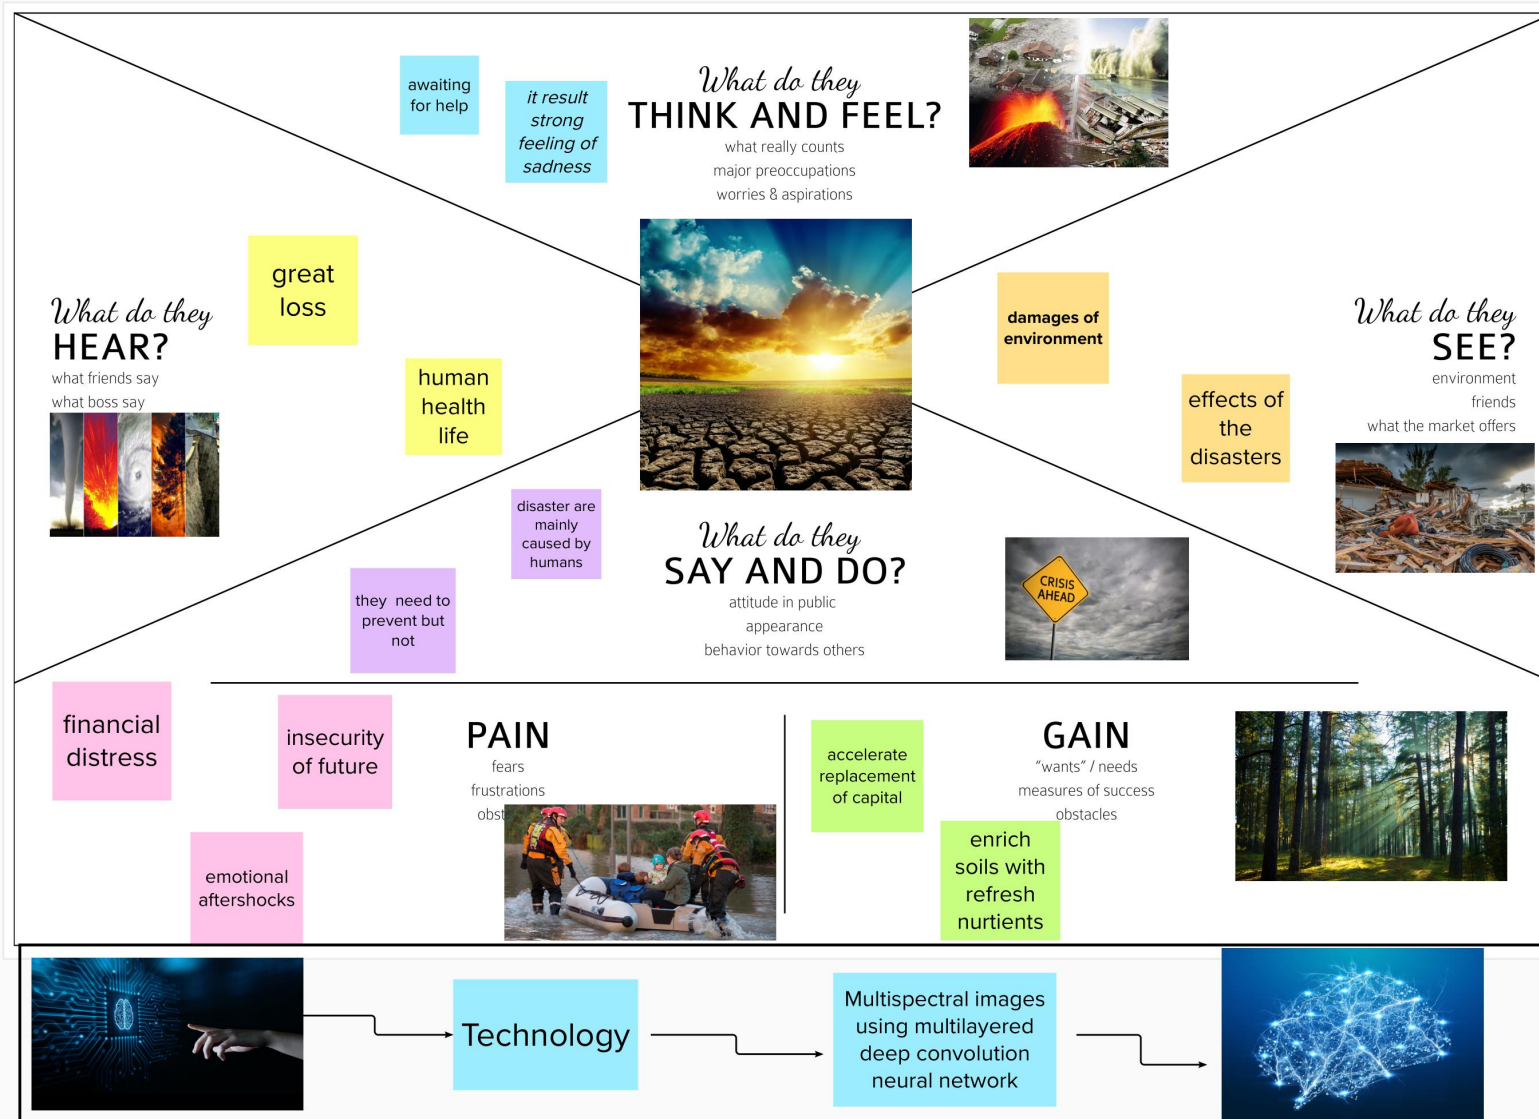 awaiting
for help
it result
strong
feeling of
sadness
What do they
THINK AND FEEL?
what really counts
major preoccupations
worries & aspirations
great
loss
human
health
life
What do they
HEAR?
what friends say
what boss say
damages of
environment
effects of
the
disasters
What do they
SEE?
environment
friends
what the market offers
disaster are
mainly
caused by
humans
they need to
prevent but
not
What do they
SAY AND DO?
attitude in public
appearance
behavior towards others
CRISIS
AHEAD
financial
distress
insecurity
of future
emotional
aftershocks
PAIN
fears
frustrations
obst
accelerate
replacement
of capital
enrich
soils with
refresh
nurtients
GAIN
"wants" / needs
measures of success
obstacles
Technology
Multispectral images
using multilayered
deep convolution
neural network